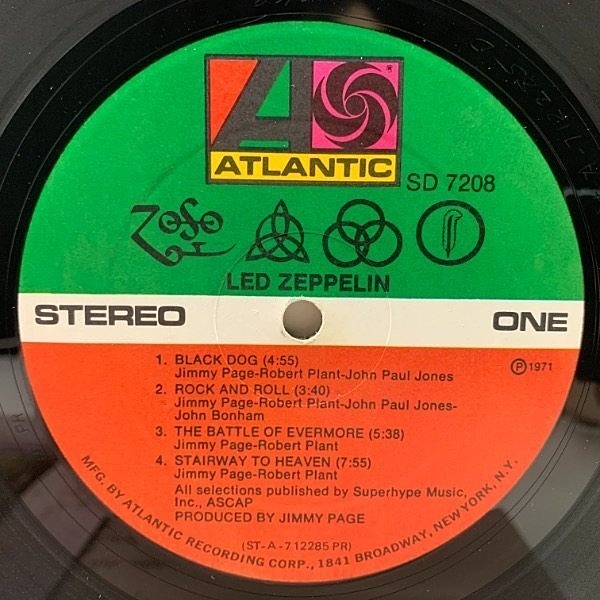 ATLANTIC
SD 7208
ZoSo
LED ZEPPELIN
STEREO
ONE
1. BLACK DOG (4:55)
Jimmy Page-Robert Plant-John Paul Jones
2. ROCK AND ROLL (3:40)
Jimmy Page-Robert Plant-John Paul Jones-
John Bonham
3. THE BATTLE OF EVERMORE (5:38)
Jimmy Page-Robert Plant
4. STAIRWAY TO HEAVEN (7:55)
Jimmy Page-Robert Plant
All selections published by Superhype Music,
Inc., ASCAP
PRODUCED BY JIMMY PAGE
℗ 1971
(ST-A-712285 PR)
MFG. BY ATLANTIC RECORDING CORP., 1841 BROADWAY, NEW YORK, N.Y.